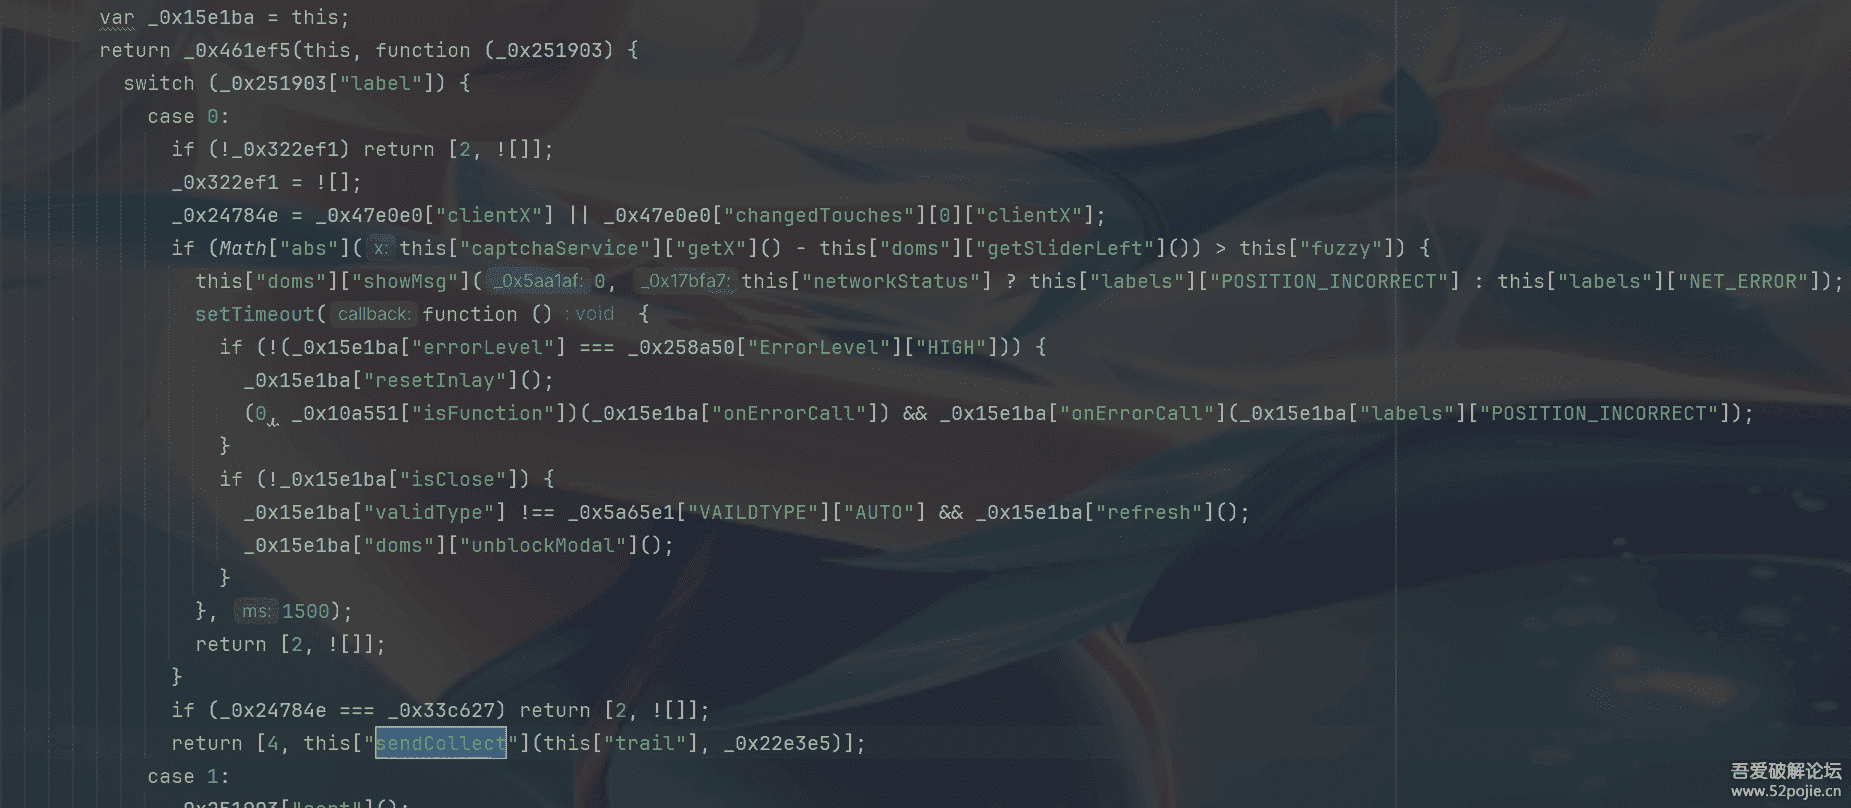 var _0x15e1ba = this;
return _0x461ef5(this, function (_0x251903) {
switch (_0x251903["label"]) {
case 0:
if (!_0x322ef1) return [2, ![]];
_0x322ef1 = ![];
_0x24784e = _0x47e0e0["clientX"] || _0x47e0e0["changedTouches"][0]["clientX"];
if (Math["abs"]( x: this["captchaService"]["getX"]() - this["doms"]["getSliderLeft"]()) > this["fuzzy"]) {
this["doms"]["showMsg"]( _0x5aa1af: 0, _0x17bfa7: this["networkStatus"] ? this["labels"]["POSITION_INCORRECT"] : this["labels"]["NET_ERROR"]);
setTimeout( callback: function () : void {
if (!(_0x15e1ba["errorLevel"] === _0x258a50["ErrorLevel"]["HIGH"])) {
_0x15e1ba["resetInlay"]();
(0, _0x10a551["isFunction"])(_0x15e1ba["onErrorCall"]) && _0x15e1ba["onErrorCall"](_0x15e1ba["labels"]["POSITION_INCORRECT"]);
}
if (!_0x15e1ba["isClose"]) {
_0x15e1ba["validType"] !== _0x5a65e1["VAILDTYPE"]["AUTO"] && _0x15e1ba["refresh"]();
_0x15e1ba["doms"]["unblockModal"]();
}
}, ms: 1500);
return [2, ![]];
}
if (_0x24784e === _0x33c627) return [2, ![]];
return [4, this["sendCollect"](this["trail"], _0x22e3e5)];
case 1:
_0x251903["sent"]();
吾爱破解论坛
www.52pojie.cn